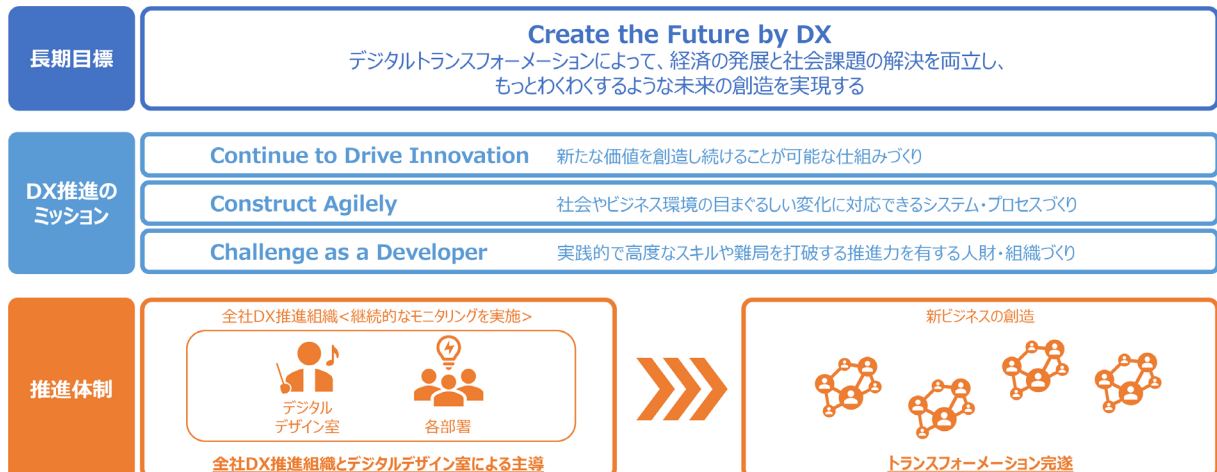 長期目標
Create the Future by DX
デジタルトランスフォーメーションによって、経済の発展と社会課題の解決を両立し、
もっとわくわくするような未来の創造を実現する
DX推進の
ミッション
Continue to Drive Innovation 新たな価値を創造し続けることが可能な仕組みづくり
Construct Agilely 社会やビジネス環境の目まぐるしい変化に対応できるシステム・プロセスづくり
Challenge as a Developer 実践的で高度なスキルや難局を打破する推進力を有する人財・組織づくり
推進体制
全社DX推進組織<継続的なモニタリングを実施>
デジタル
デザイン室
各部署
全社DX推進組織とデジタルデザイン室による主導
新ビジネスの創造
トランスフォーメーション完遂